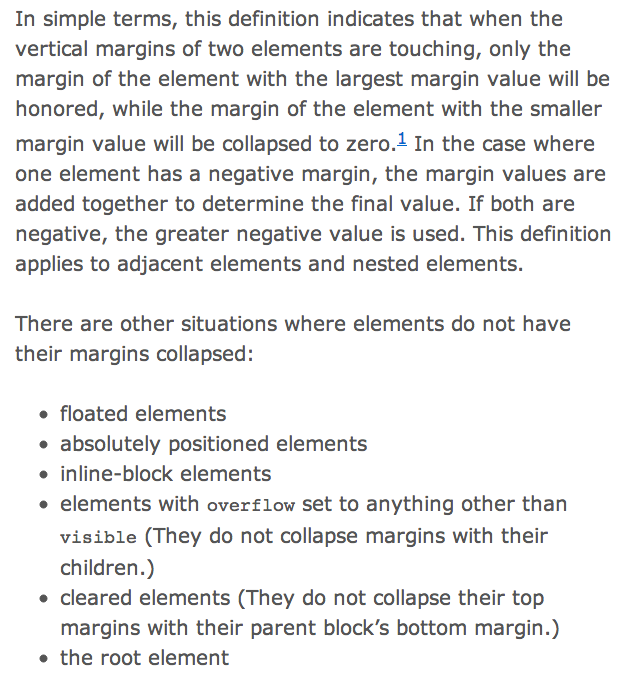 In simple terms, this definition indicates that when the
vertical margins of two elements are touching, only the
margin of the element with the largest margin value will be
honored, while the margin of the element with the smaller
margin value will be collapsed to zero.1 In the case where
one element has a negative margin, the margin values are
added together to determine the final value. If both are
negative, the greater negative value is used. This definition
applies to adjacent elements and nested elements.
There are other situations where elements do not have
their margins collapsed:
• floated elements
• absolutely positioned elements
• inline-block elements
• elements with overflow set to anything other than
visible (They do not collapse margins with their
children.)
• cleared elements (They do not collapse their top
margins with their parent block’s bottom margin.)
• the root element